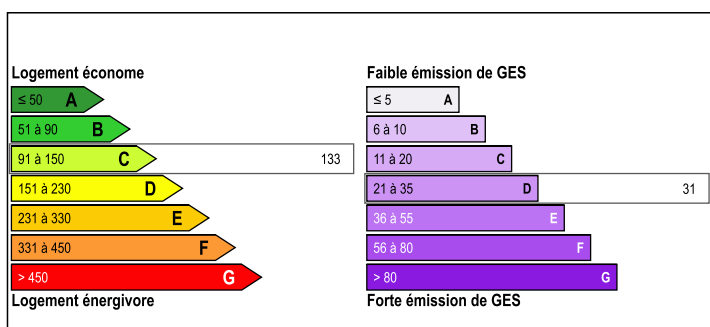 Logement économe
≤ 50 A
51 à 90 B
91 à 150 C 133
151 à 230 D
231 à 330 E
331 à 450 F
> 450 G
Logement énergivore
Faible émission de GES
≤ 5 A
6 à 10 B
11 à 20 C
21 à 35 D 31
36 à 55 E
56 à 80 F
> 80 G
Forte émission de GES